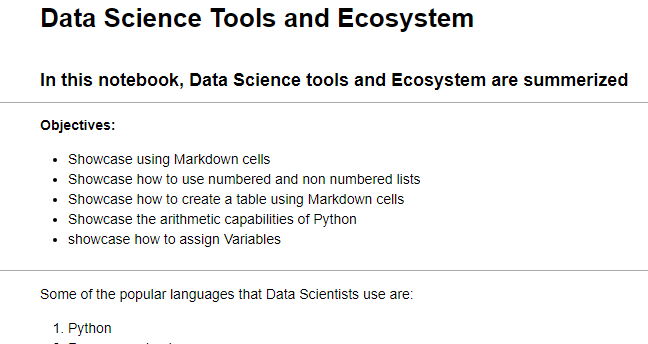 Data Science Tools and Ecosystem
In this notebook, Data Science tools and Ecosystem are summerized
Objectives:
• Showcase using Markdown cells
• Showcase how to use numbered and non numbered lists
• Showcase how to create a table using Markdown cells
• Showcase the arithmetic capabilities of Python
• showcase how to assign Variables
Some of the popular languages that Data Scientists use are:
1. Python